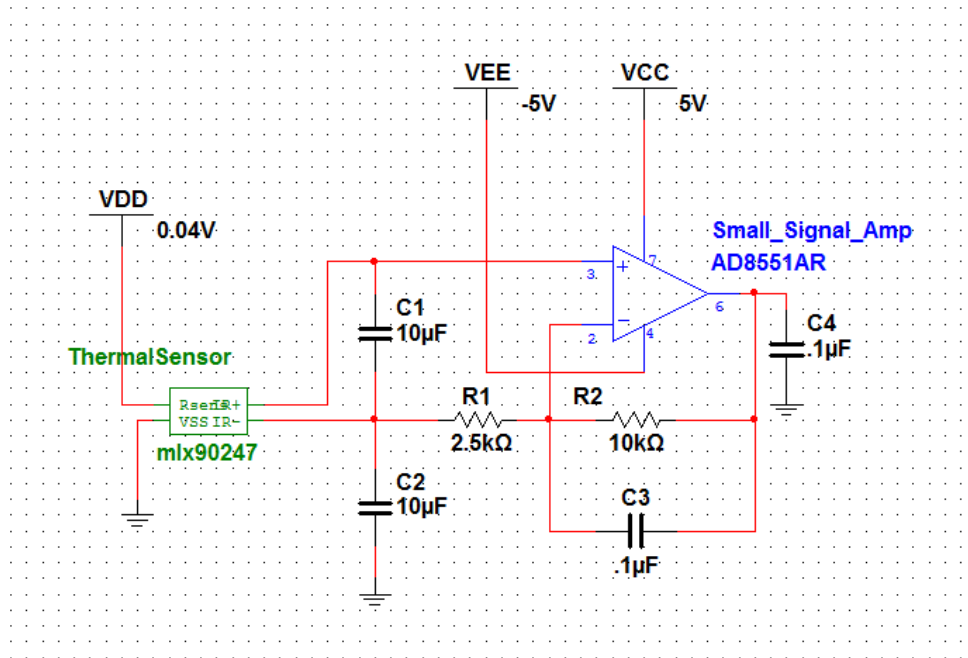 VEE
-5V
VCC
5V
VDD
0.04V
Small_Signal_Amp
AD8551AR
3
7
6
2
4
C1
10µF
C4
.1µF
ThermalSensor
VSS
IR-
mlx90247
R1
2.5kΩ
R2
10kΩ
C2
10µF
C3
.1µF